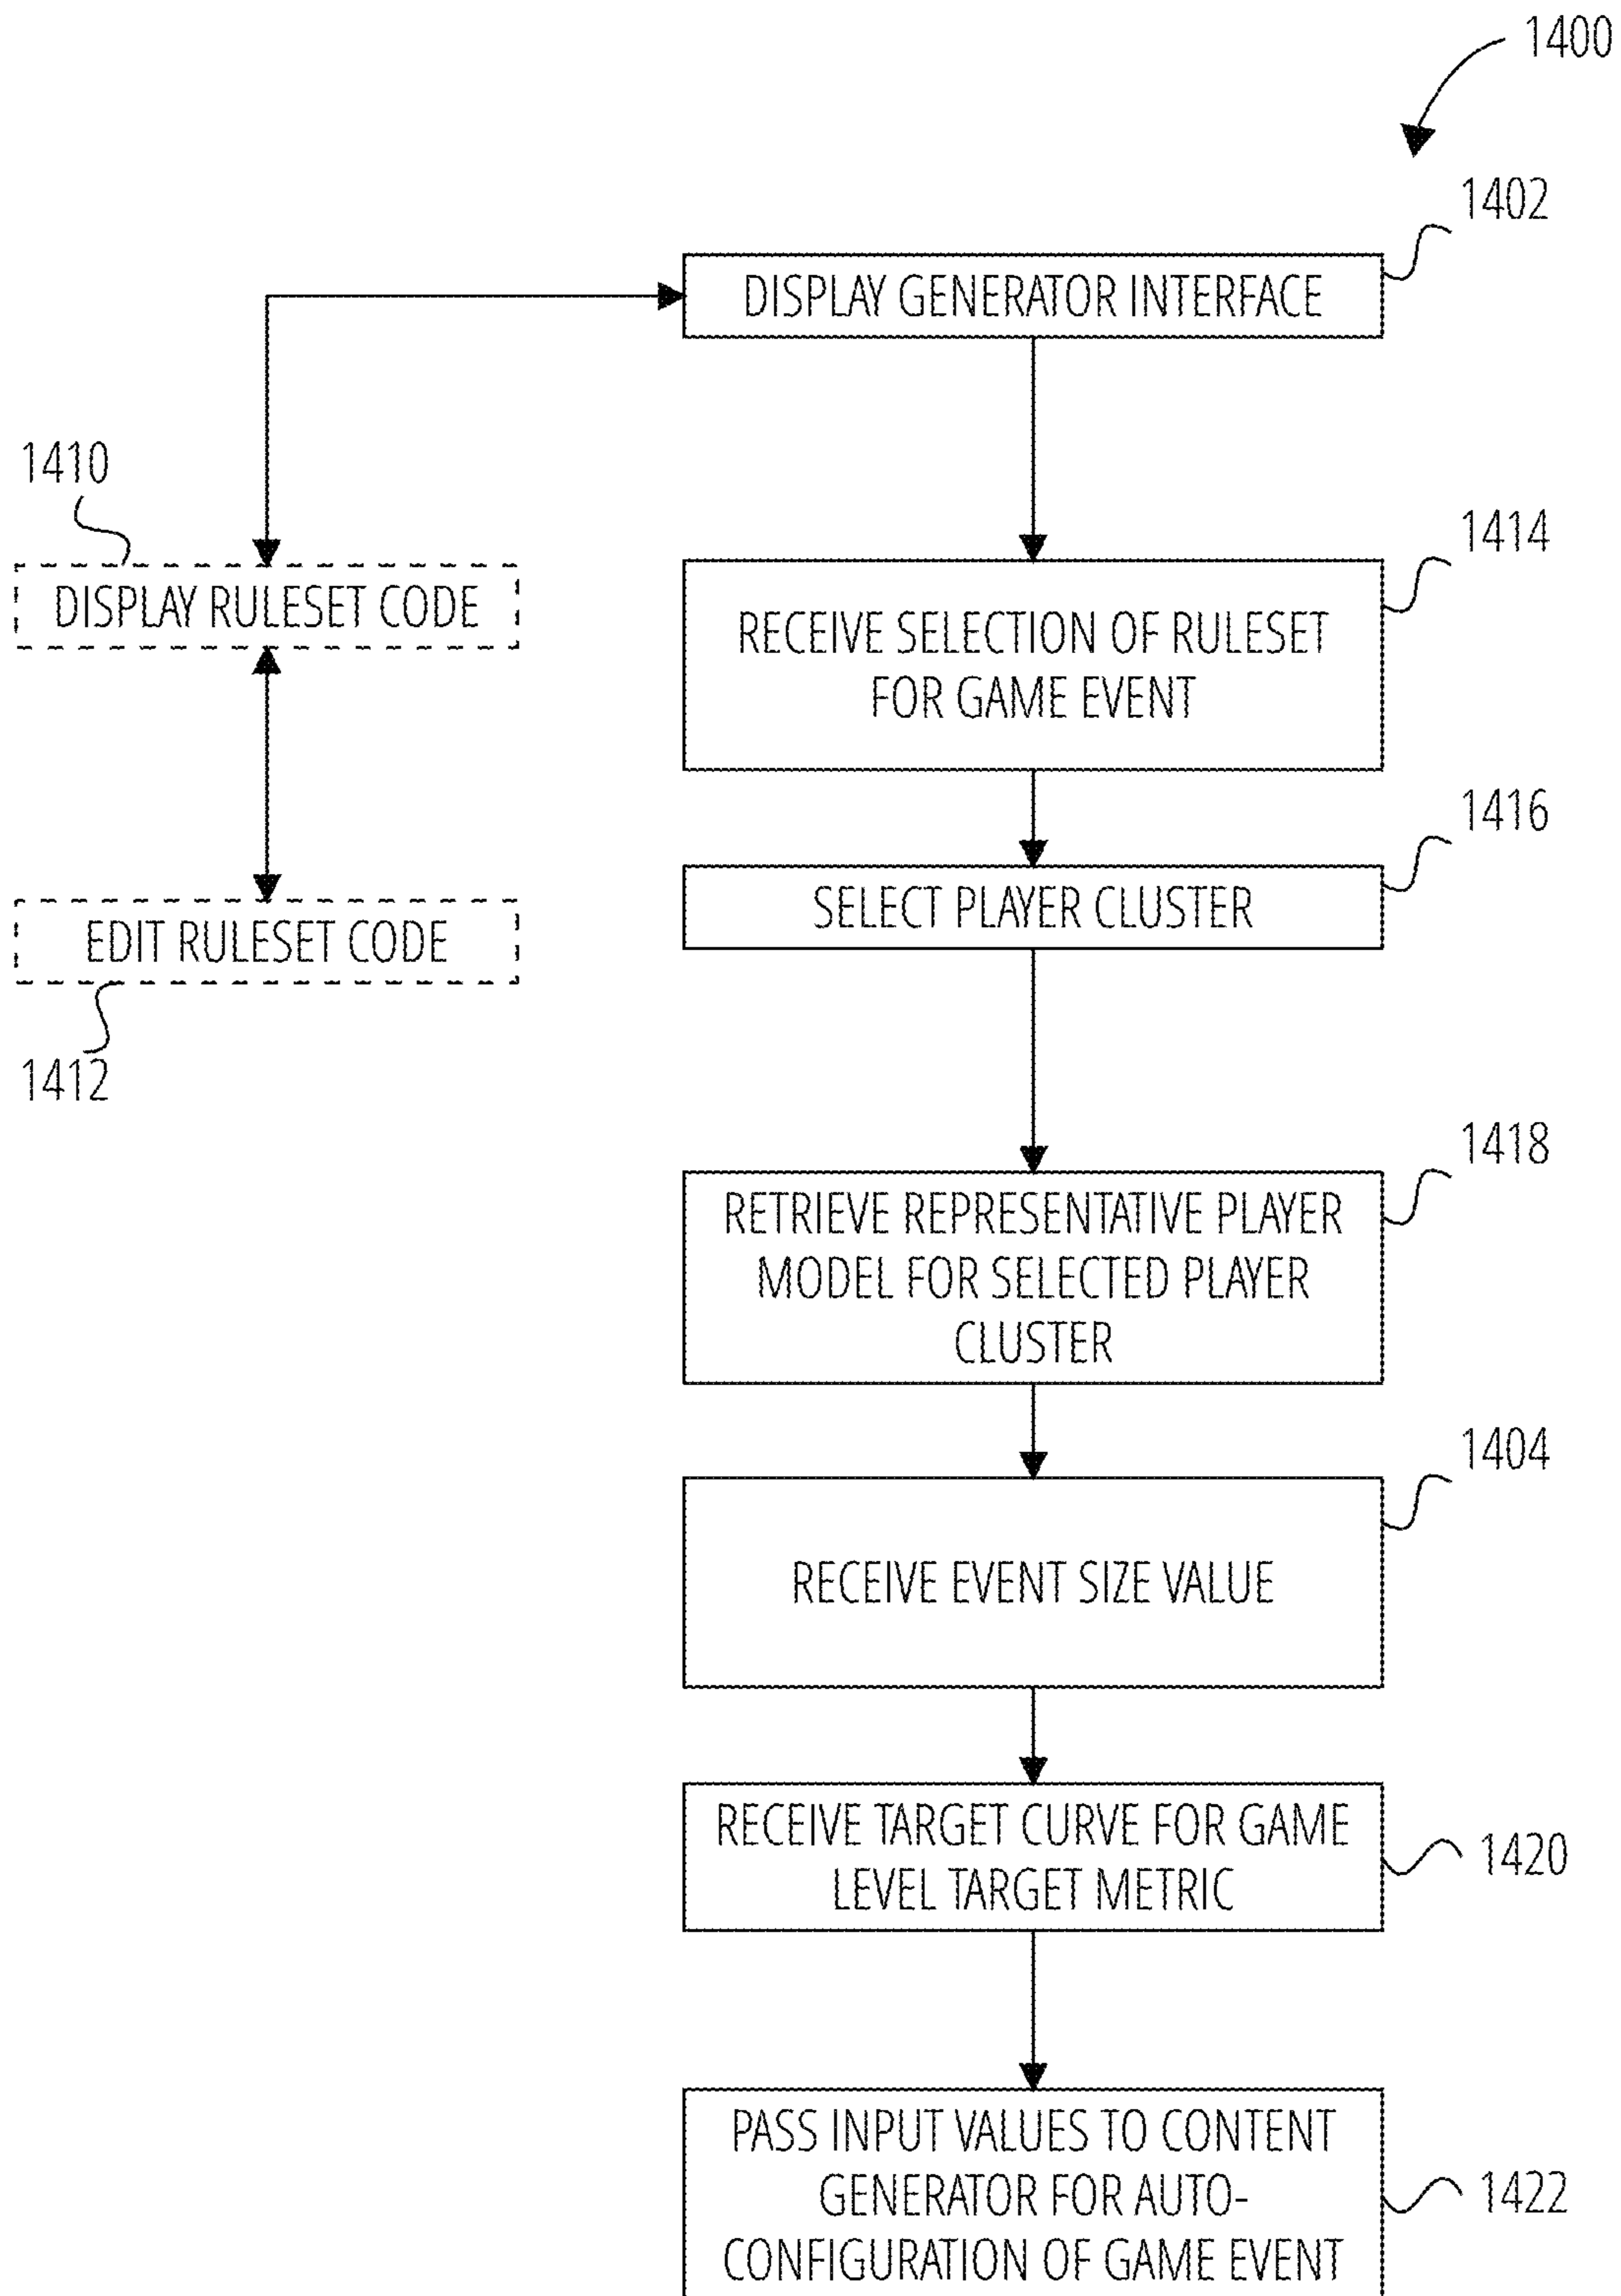 1400
1402
DISPLAY GENERATOR INTERFACE
1410
DISPLAY RULESET CODE
1414
RECEIVE SELECTION OF RULESET
FOR GAME EVENT
1416
SELECT PLAYER CLUSTER
EDIT RULESET CODE
1412
1418
RETRIEVE REPRESENTATIVE PLAYER
MODEL FOR SELECTED PLAYER
CLUSTER
1404
RECEIVE EVENT SIZE VALUE
RECEIVE TARGET CURVE FOR GAME
LEVEL TARGET METRIC
1420
PASS INPUT VALUES TO CONTENT
GENERATOR FOR AUTO-
CONFIGURATION OF GAME EVENT
1422